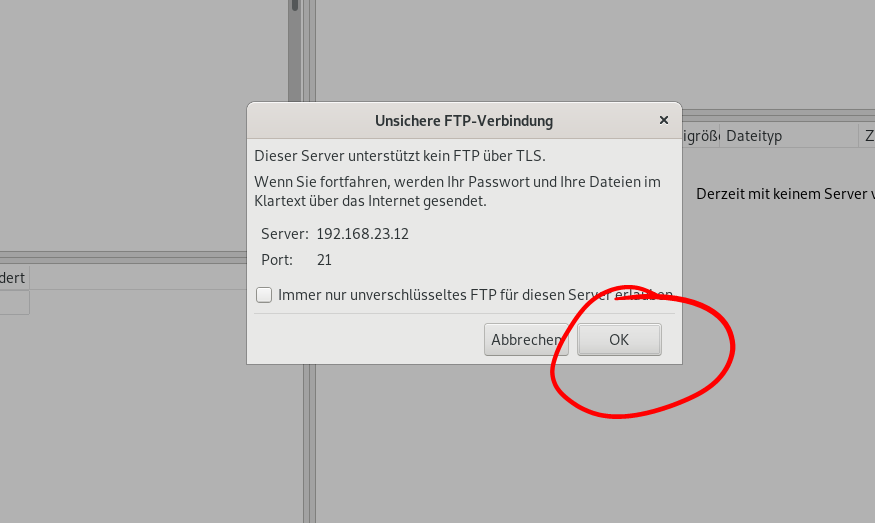 Unsichere FTP-Verbindung
Dieser Server unterstützt kein FTP über TLS.
Wenn Sie fortfahren, werden Ihr Passwort und Ihre Dateien im
Klartext über das Internet gesendet.
Server: 192.168.23.12
Port: 21
Immer nur unverschlüsseltes FTP für diesen Server erlauben
Abbrechen OK
dert
igröße Dateityp Z
Derzeit mit keinem Server v